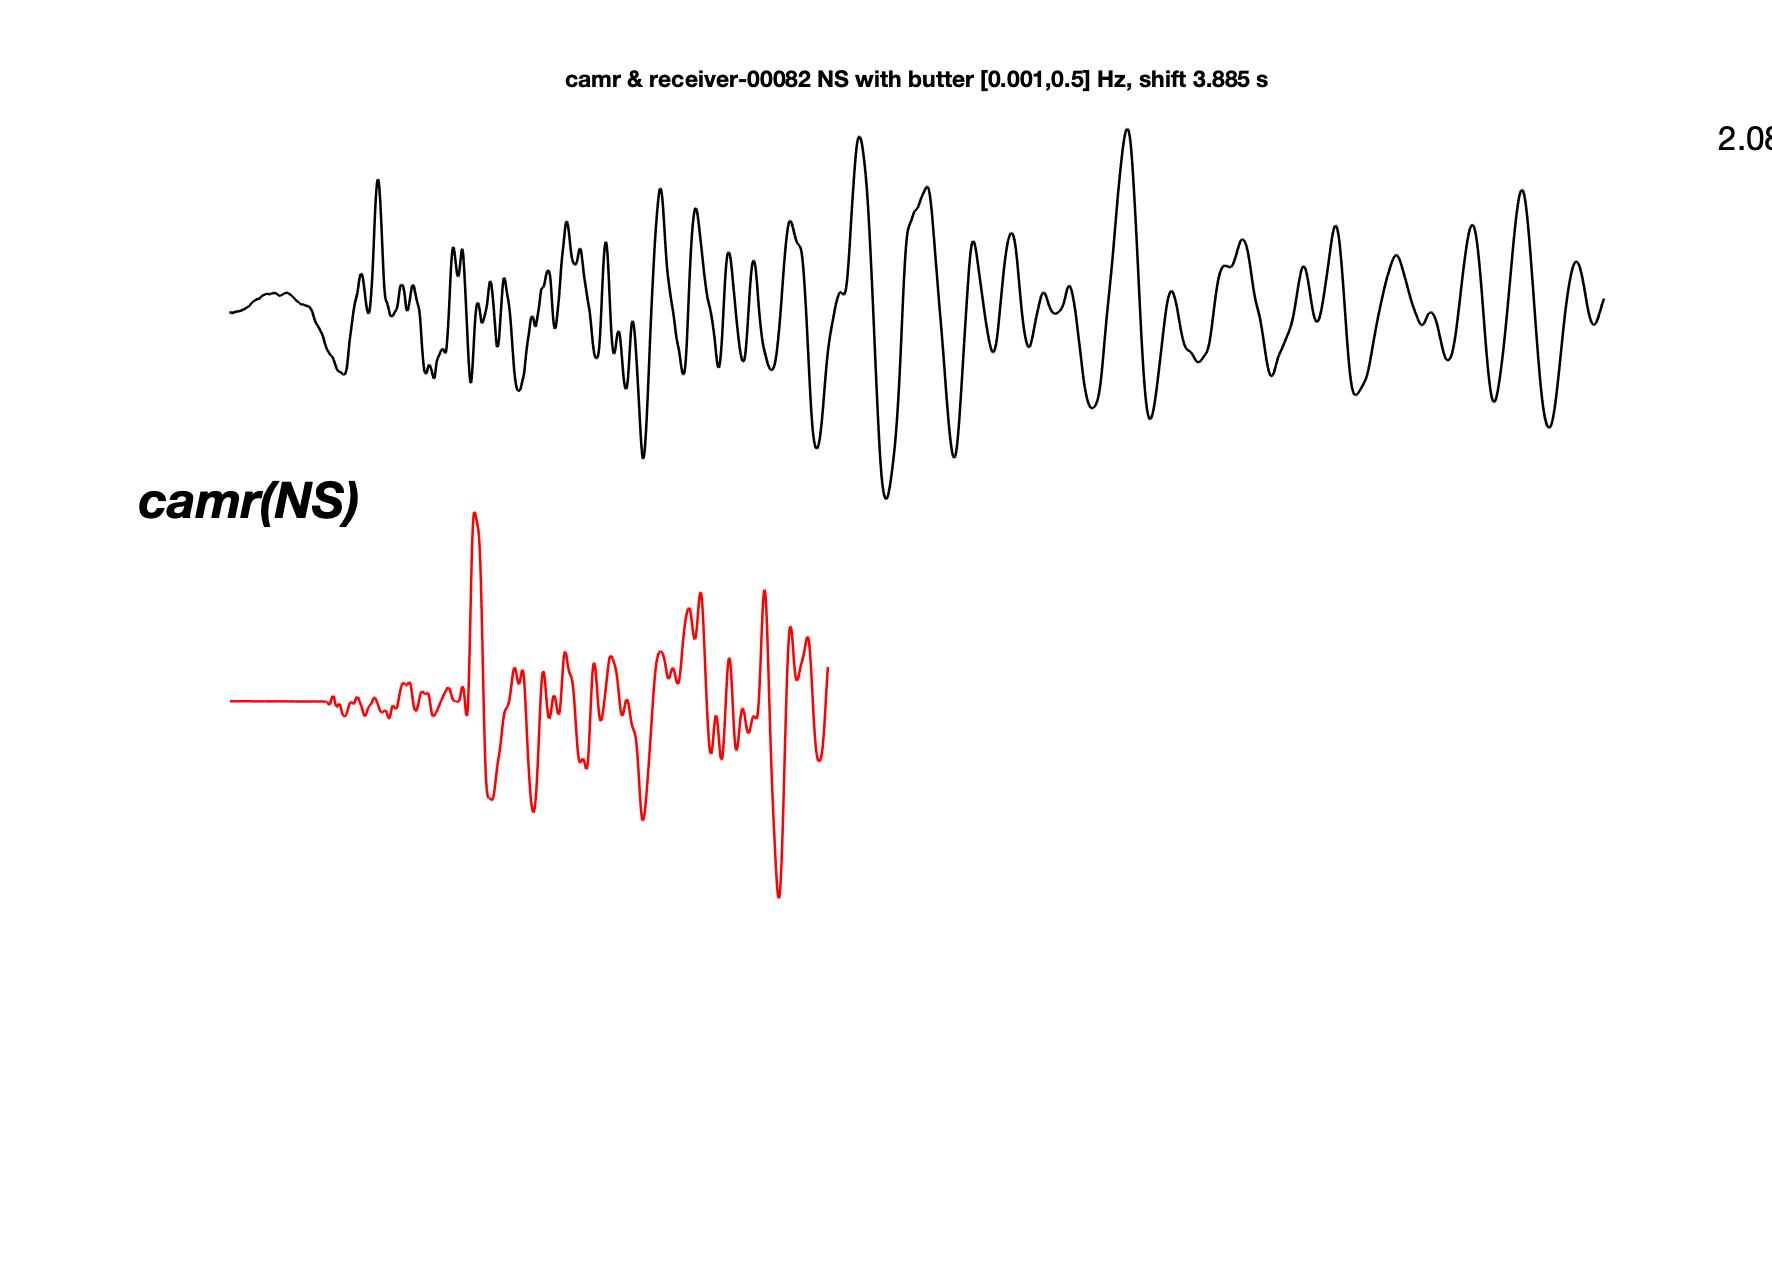 camr & receiver-00082 NS with butter [0.001,0.5] Hz, shift 3.885 s
2.08
camr(NS)